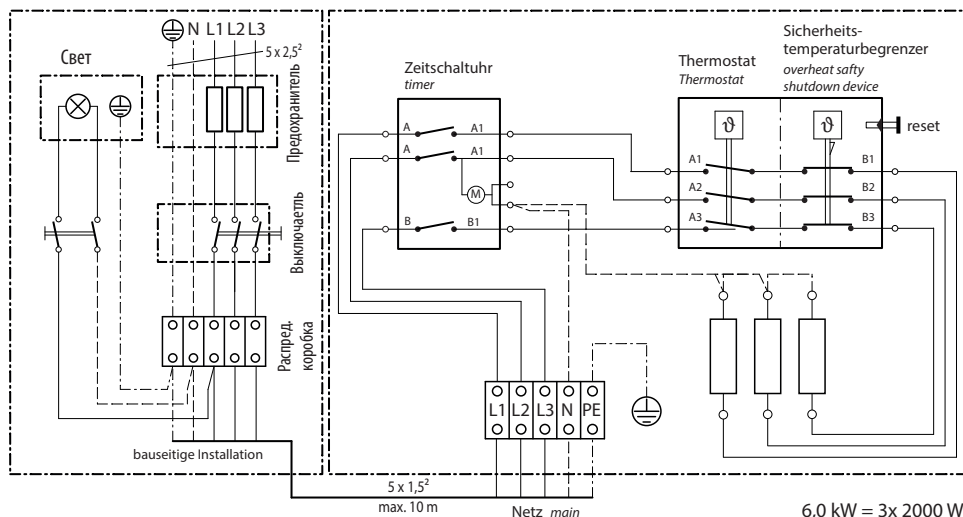 N L1 L2 L3
5 x 2,5²
Свет
Предохранитель
Выключаетль
Распред.
коробка
bauseitige Installation
5 x 1,5²
max. 10 m
Zeitschaltuhr
timer
A A1
A A1
M
B B1
Thermostat
Thermostat
Sicherheits-
temperaturbegrenzer
overheat safty
shutdown device
ϑ ϑ
reset
A1 B1
A2 B2
A3 B3
L1 L2 L3 N PE
Netz main
6.0 kW = 3x 2000 W